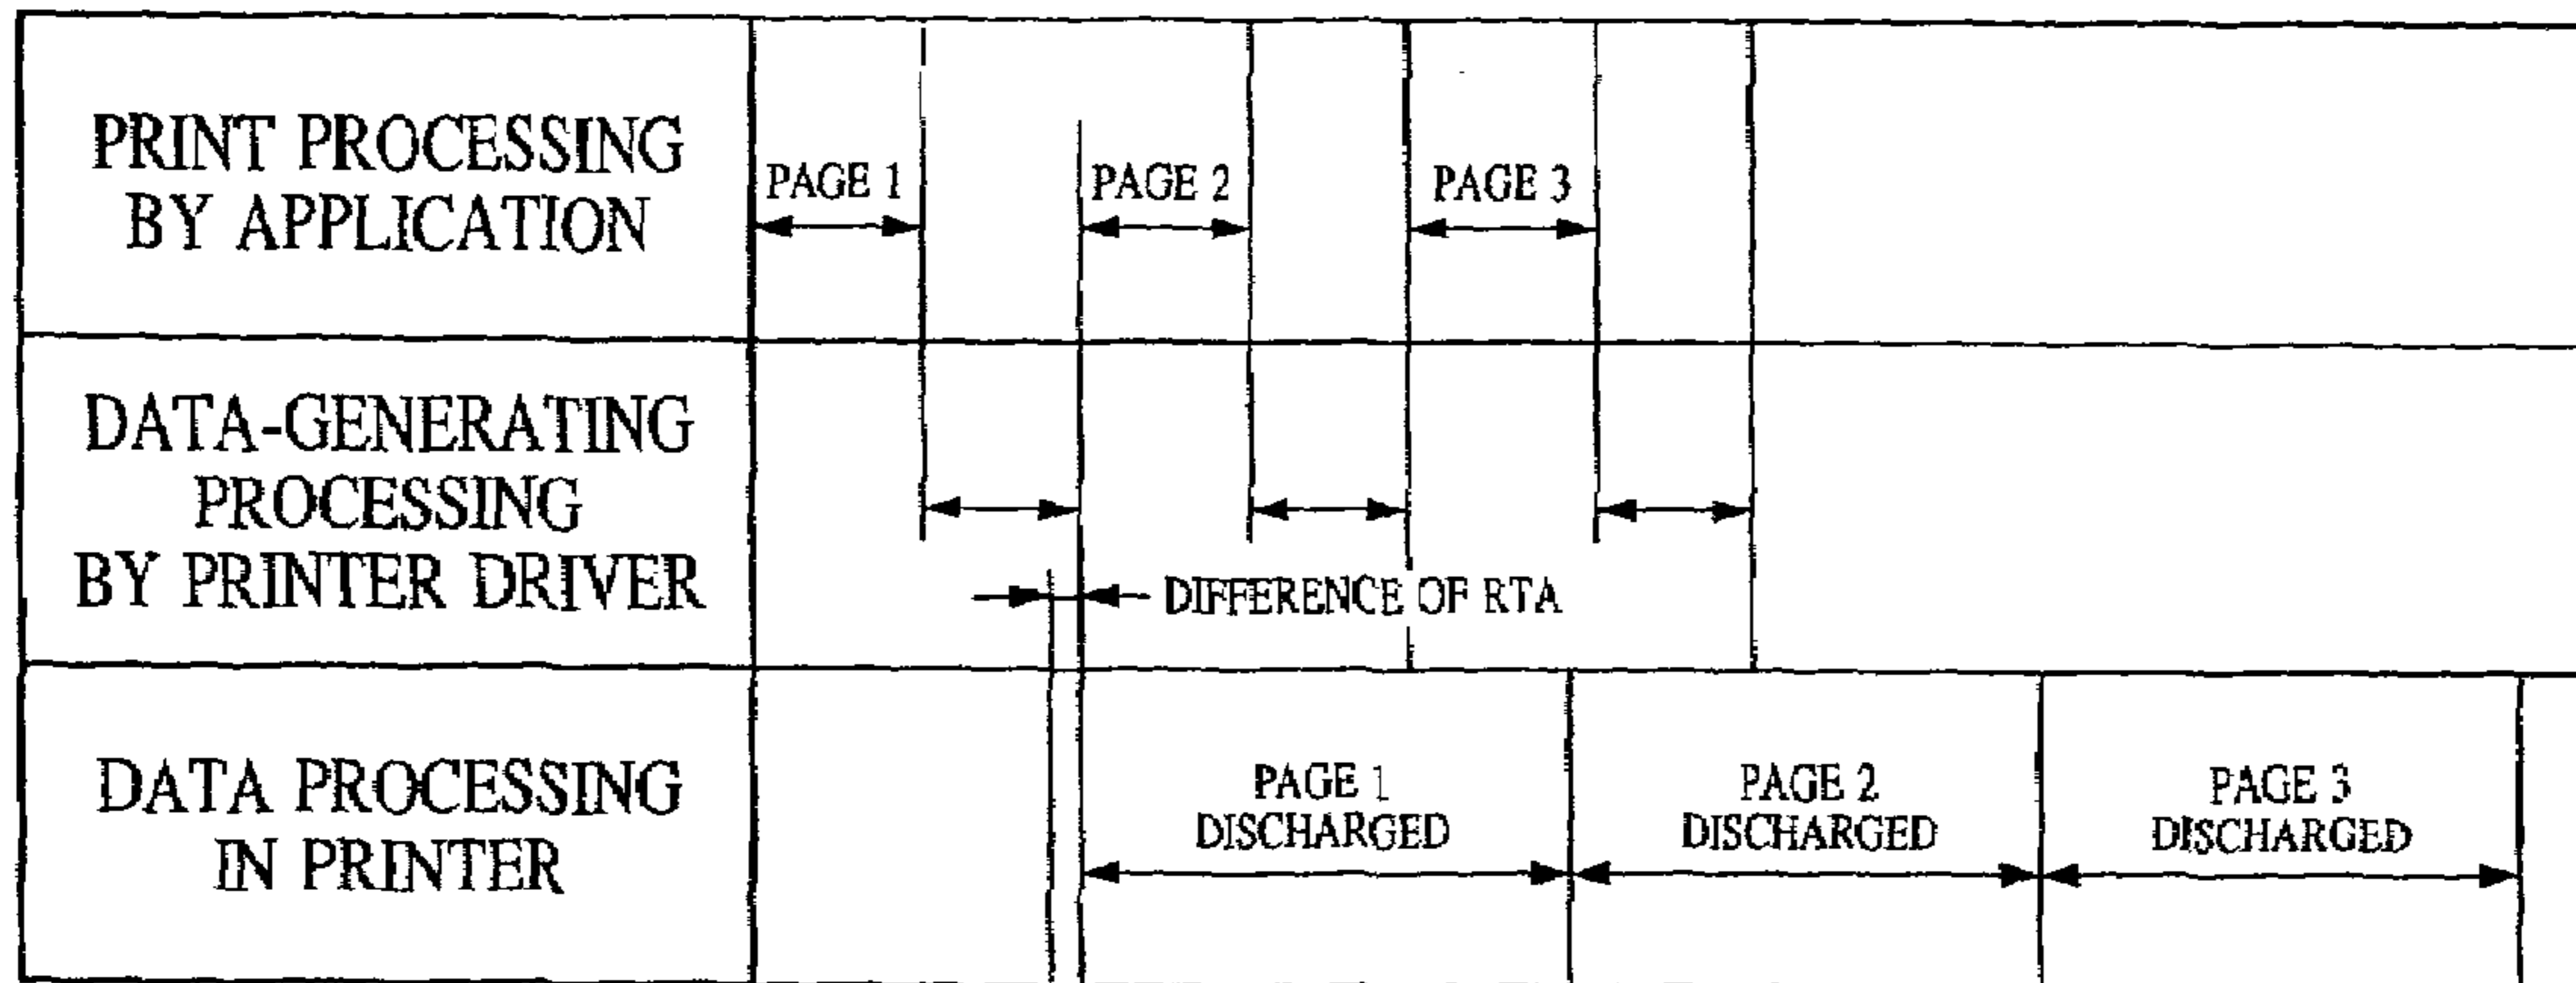 PRINT PROCESSING
BY APPLICATION
PAGE 1
PAGE 2
PAGE 3
DATA-GENERATING
PROCESSING
BY PRINTER DRIVER
DIFFERENCE OF RTA
DATA PROCESSING
IN PRINTER
PAGE 1
DISCHARGED
PAGE 2
DISCHARGED
PAGE 3
DISCHARGED